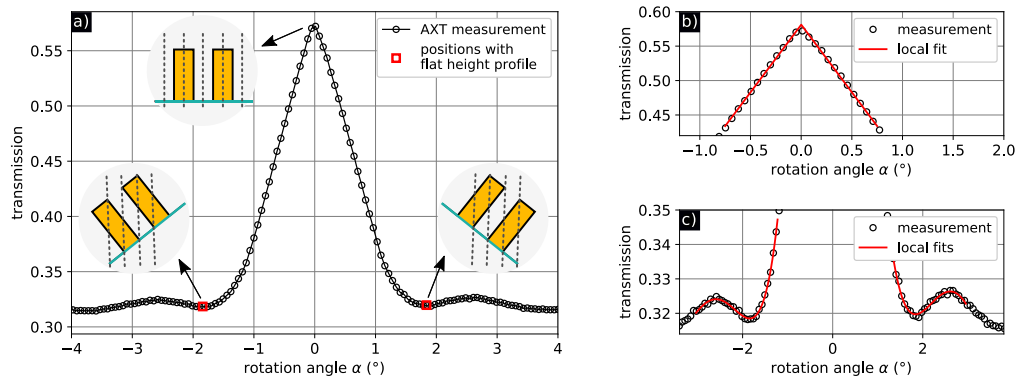 a)
AXT measurement
positions with
flat height profile
transmission
0.55
0.50
0.45
0.40
0.35
0.30
−4
−3
−2
−1
0
1
2
3
4
rotation angle α (°)
b)
measurement
local fit
transmission
0.60
0.55
0.50
0.45
−1.0
−0.5
0.0
0.5
1.0
1.5
2.0
rotation angle α (°)
c)
measurement
local fits
transmission
0.35
0.34
0.33
0.32
−2
0
2
rotation angle α (°)